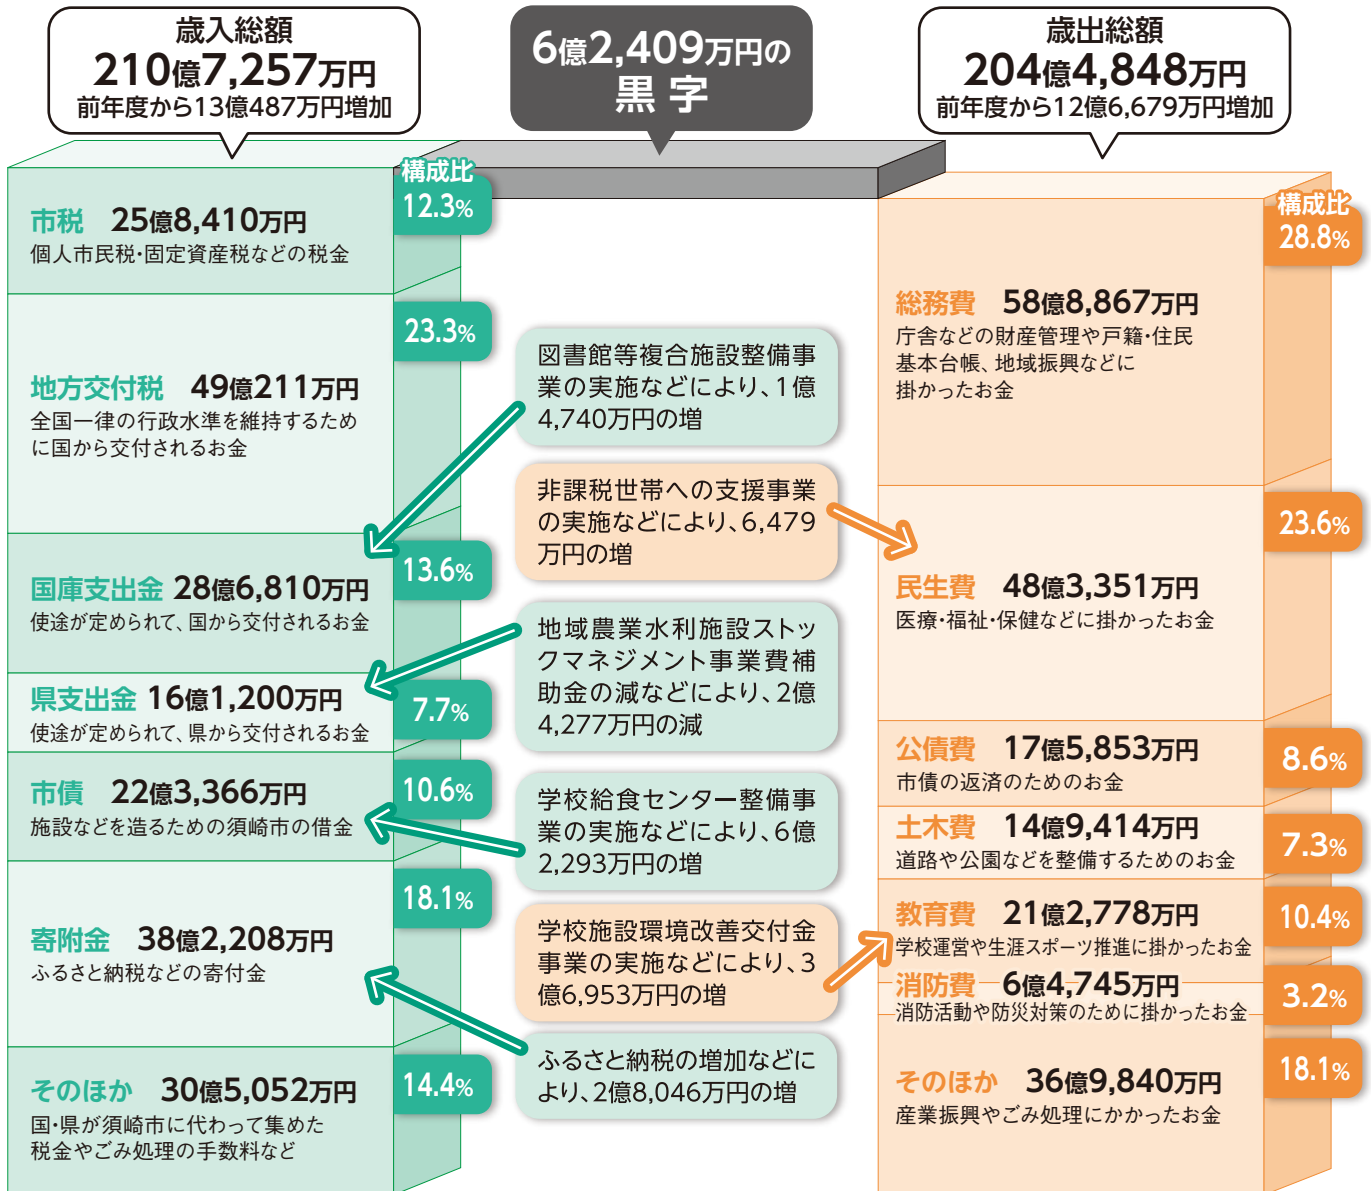 歳入総額
210億7,257万円
前年度から13億487万円増加
6億2,409万円の
黒字
歳出総額
204億4,848万円
前年度から12億6,679万円増加
構成比
市税 25億8,410万円
個人市民税・固定資産税などの税金
12.3%
地方交付税 49億211万円
全国一律の行政水準を維持するため
に国から交付されるお金
23.3%
国庫支出金 28億6,810万円
使途が定められて、国から交付されるお金
13.6%
県支出金 16億1,200万円
使途が定められて、県から交付されるお金
7.7%
市債 22億3,366万円
施設などを造るための須崎市の借金
10.6%
寄附金 38億2,208万円
ふるさと納税などの寄付金
18.1%
そのほか 30億5,052万円
国・県が須崎市に代わって集めた
税金やごみ処理の手数料など
14.4%
図書館等複合施設整備事
業の実施などにより、1億
4,740万円の増
非課税世帯への支援事業
の実施などにより、6,479
万円の増
地域農業水利施設ストッ
クマネジメント事業費補
助金の減などにより、2億
4,277万円の減
学校給食センター整備事
業の実施などにより、6億
2,293万円の増
学校施設環境改善交付金
事業の実施などにより、3
億6,953万円の増
ふるさと納税の増加などに
より、2億8,046万円の増
構成比
総務費 58億8,867万円
庁舎などの財産管理や戸籍・住民
基本台帳、地域振興などに
掛かったお金
28.8%
民生費 48億3,351万円
医療・福祉・保健などに掛かったお金
23.6%
公債費 17億5,853万円
市債の返済のためのお金
8.6%
土木費 14億9,414万円
道路や公園などを整備するためのお金
7.3%
教育費 21億2,778万円
学校運営や生涯スポーツ推進に掛かったお金
10.4%
消防費 6億4,745万円
消防活動や防災対策のために掛かったお金
3.2%
そのほか 36億9,840万円
産業振興やごみ処理にかかったお金
18.1%